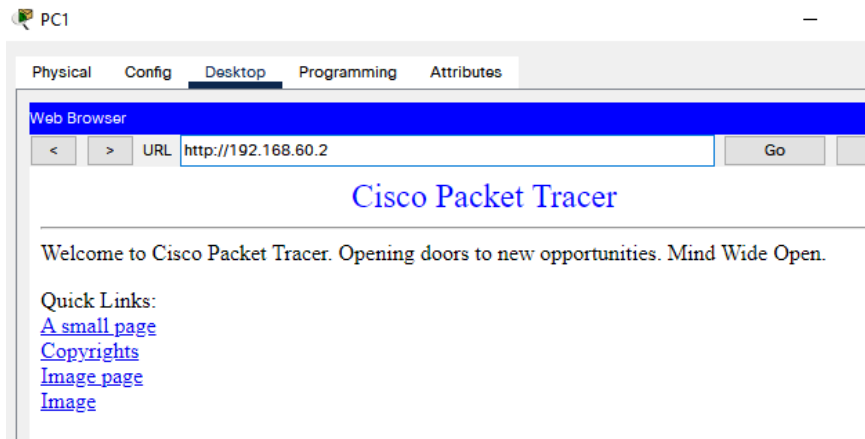 PC1
Physical Config Desktop Programming Attributes
Web Browser
< > URL http://192.168.60.2 Go
Cisco Packet Tracer
Welcome to Cisco Packet Tracer. Opening doors to new opportunities. Mind Wide Open.
Quick Links:
A small page
Copyrights
Image page
Image